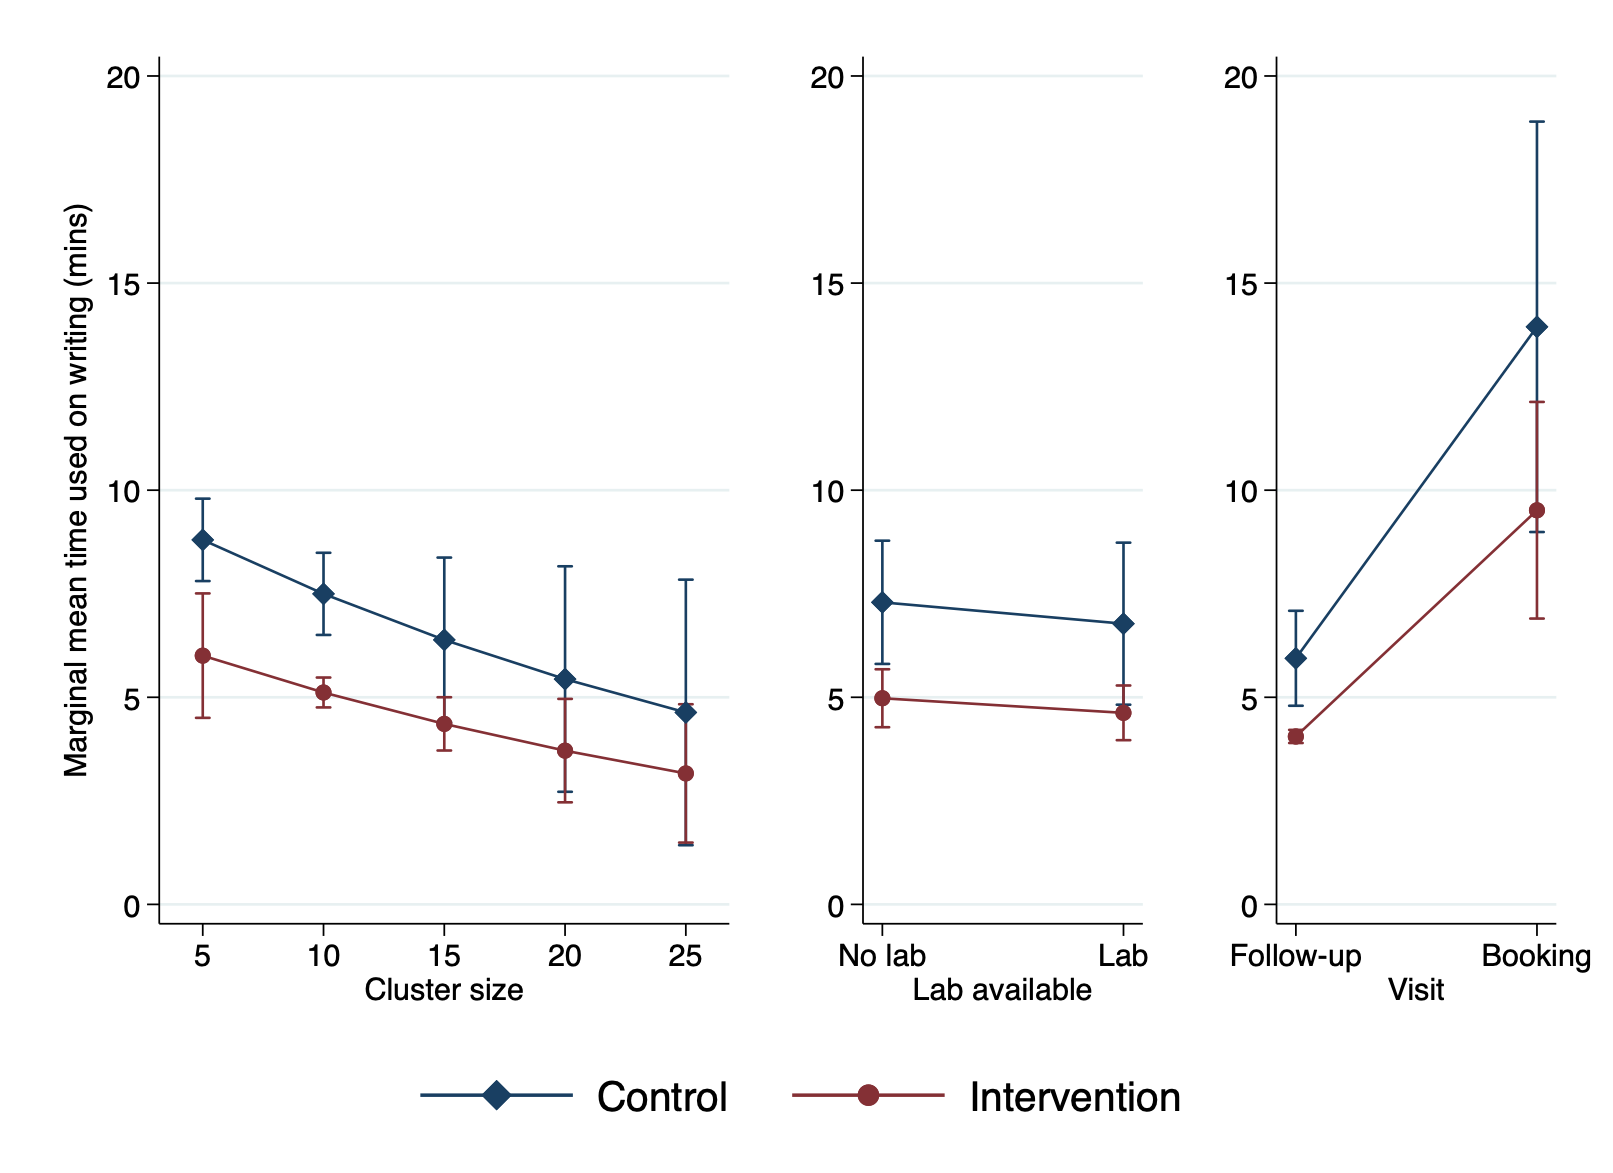 Marginal mean time used on writing (mins)
20
15
10
5
0
5 10 15 20 25
Cluster size
20
15
10
5
0
No lab Lab
Lab available
20
15
10
5
0
Follow-up Booking
Visit
Control Intervention